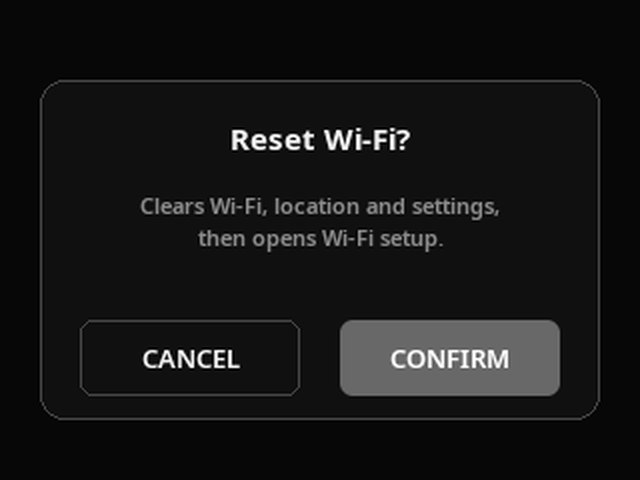 Reset Wi-Fi?
Clears Wi-Fi, location and settings,
then opens Wi-Fi setup.
CANCEL
CONFIRM